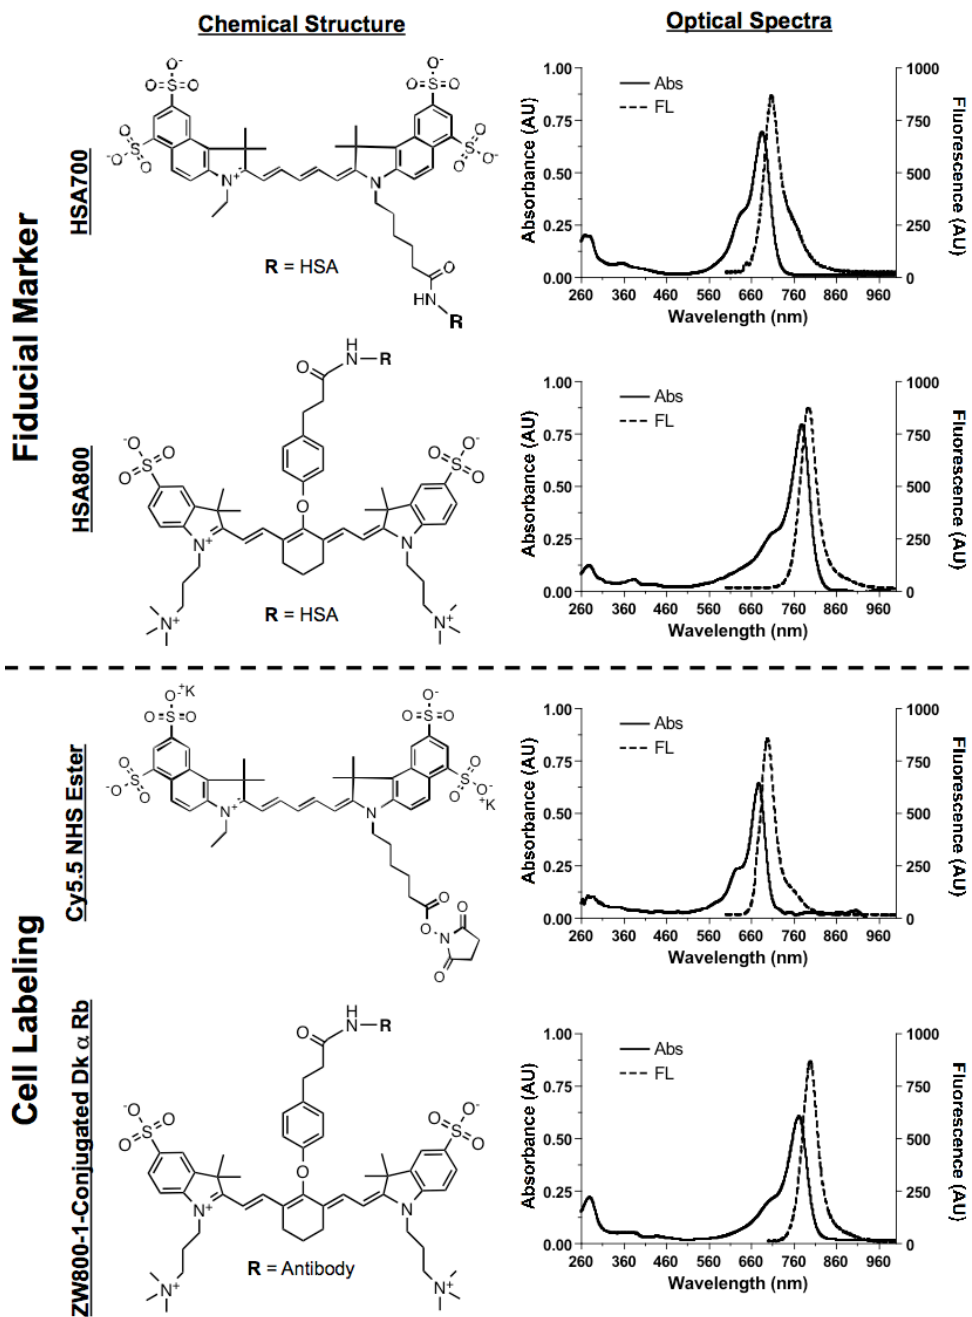 Chemical Structure
Optical Spectra
Fiducial Marker
HSA700
O-
O=S=O
O-
O=S=O
O
-O
S
O
O
S
O-
O
N+
N
O
HN
R
R = HSA
1.00
0.75
0.50
0.25
0.00
Absorbance (AU)
Abs
FL
1000
750
500
250
0
Fluorescence (AU)
260 360 460 560 660 760 860 960
Wavelength (nm)
HSA800
H
O
N
R
-O
O
S
O
O
O-
S
O
O
N+
N
N+
N+
R = HSA
1.00
0.75
0.50
0.25
0.00
Absorbance (AU)
Abs
FL
1000
750
500
250
0
Fluorescence (AU)
260 360 460 560 660 760 860 960
Wavelength (nm)
Cell Labeling
Cy5.5 NHS Ester
O-+K
O=S=O
O-
O=S=O
O
-O
S
O
O
S
O-
O
+K
N+
N
O
O
O
N
O
1.00
0.75
0.50
0.25
0.00
Absorbance (AU)
Abs
FL
1000
750
500
250
0
Fluorescence (AU)
260 360 460 560 660 760 860 960
Wavelength (nm)
ZW800-1-Conjugated Dk α Rb
H
O
N
R
-O
O
S
O
O
O-
S
O
O
N+
N
N+
N+
R = Antibody
1.00
0.75
0.50
0.25
0.00
Absorbance (AU)
Abs
FL
1000
750
500
250
0
Fluorescence (AU)
260 360 460 560 660 760 860 960
Wavelength (nm)